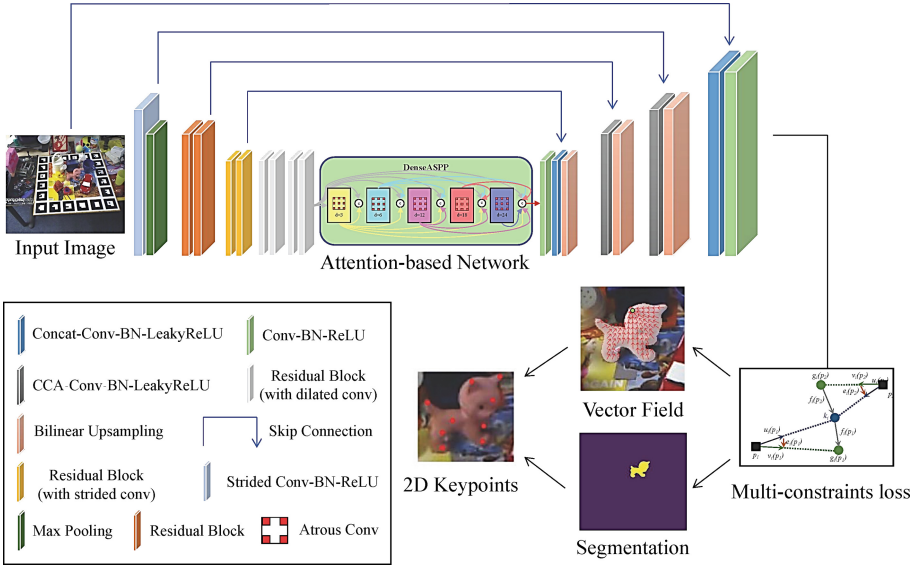 DenseASPP
d=3
d=6
d=12
d=18
d=24
Input Image
Attention-based Network
Concat-Conv-BN-LeakyReLU
Conv-BN-ReLU
CCA-Conv-BN-LeakyReLU
Residual Block
(with dilated conv)
Bilinear Upsampling
Skip Connection
Residual Block
(with strided conv)
Strided Conv-BN-ReLU
Max Pooling
Residual Block
Atrous Conv
Vector Field
2D Keypoints
Segmentation
Multi-constraints loss